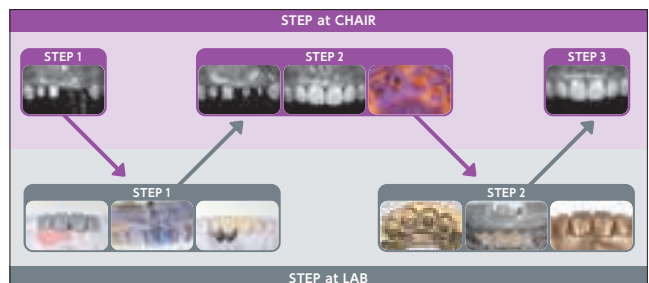 STEP at CHAIR
STEP 1
STEP 2
STEP 3
STEP 1
STEP 2
STEP at LAB